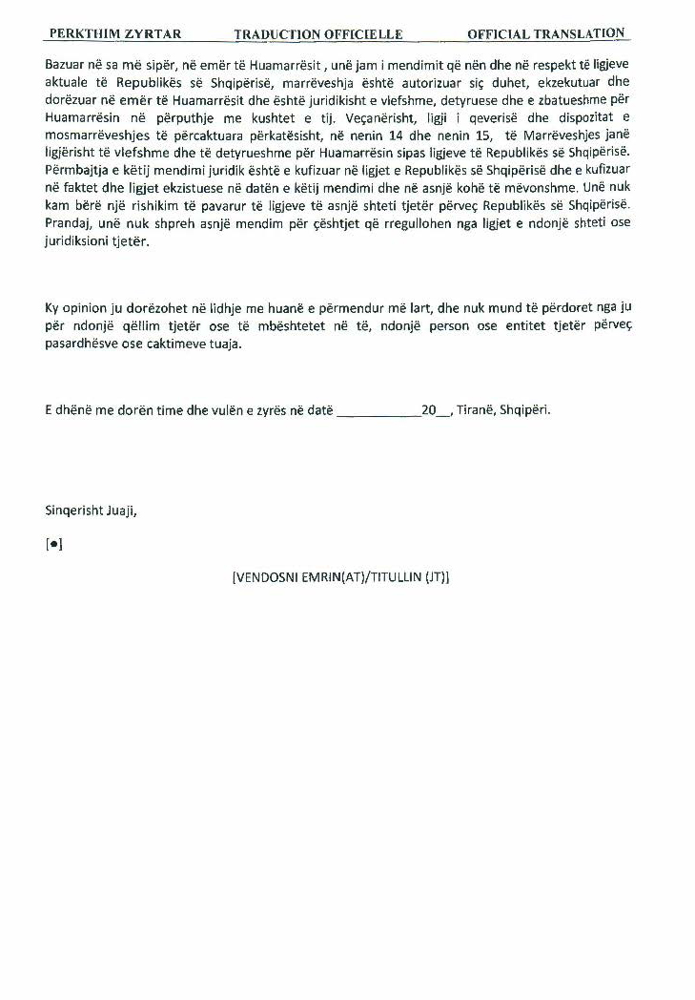 PERKTHIM ZYRTAR TRADUCTION OFFICIELLE OFFICIAL TRANSLATION
Bazuar në sa më sipër, në emër të Huamarrësit , unë jam i mendimit që nën dhe në respekt të ligjeve
aktuale të Republikës së Shqipërisë, marrëveshja është autorizuar siç duhet, ekzekutuar dhe
dorëzuar në emër të Huamarrësit dhe është juridikisht e vlefshme, detyruese dhe e zbatueshme për
Huamarrësin në përputhje me kushtet e tij. Veçanërisht, ligji i qeverisë dhe dispozitat e
mosmarrëveshjes të përcaktuara përkatësisht, në nenin 14 dhe nenin 15, të Marrëveshjes janë
ligjërisht të vlefshme dhe të detyrueshme për Huamarrësin sipas ligjeve të Republikës së Shqipërisë.
Përmbajtja e këtij mendimi juridik është e kufizuar në ligjet e Republikës së Shqipërisë dhe e kufizuar
në faktet dhe ligjet ekzistuese në datën e këtij mendimi dhe në asnjë kohë të mëvonshme. Unë nuk
kam bërë një rishikim të pavarur të ligjeve të asnjë shteti tjetër përveç Republikës së Shqipërisë.
Prandaj, unë nuk shpreh asnjë mendim për çështjet që rregullohen nga ligjet e ndonjë shteti ose
juridiksioni tjetër.
Ky opinion ju dorëzohet në lidhje me huanë e përmendur më lart, dhe nuk mund të përdoret nga ju
për ndonjë qëllim tjetër ose të mbështetet në të, ndonjë person ose entitet tjetër përveç
pasardhësve ose caktimeve tuaja.
E dhënë me dorën time dhe vulën e zyrës në datë ____________20__, Tiranë, Shqipëri.
Sinqerisht Juaji,
[●]
[VENDOSNI EMRIN(AT)/TITULLIN (JT)]